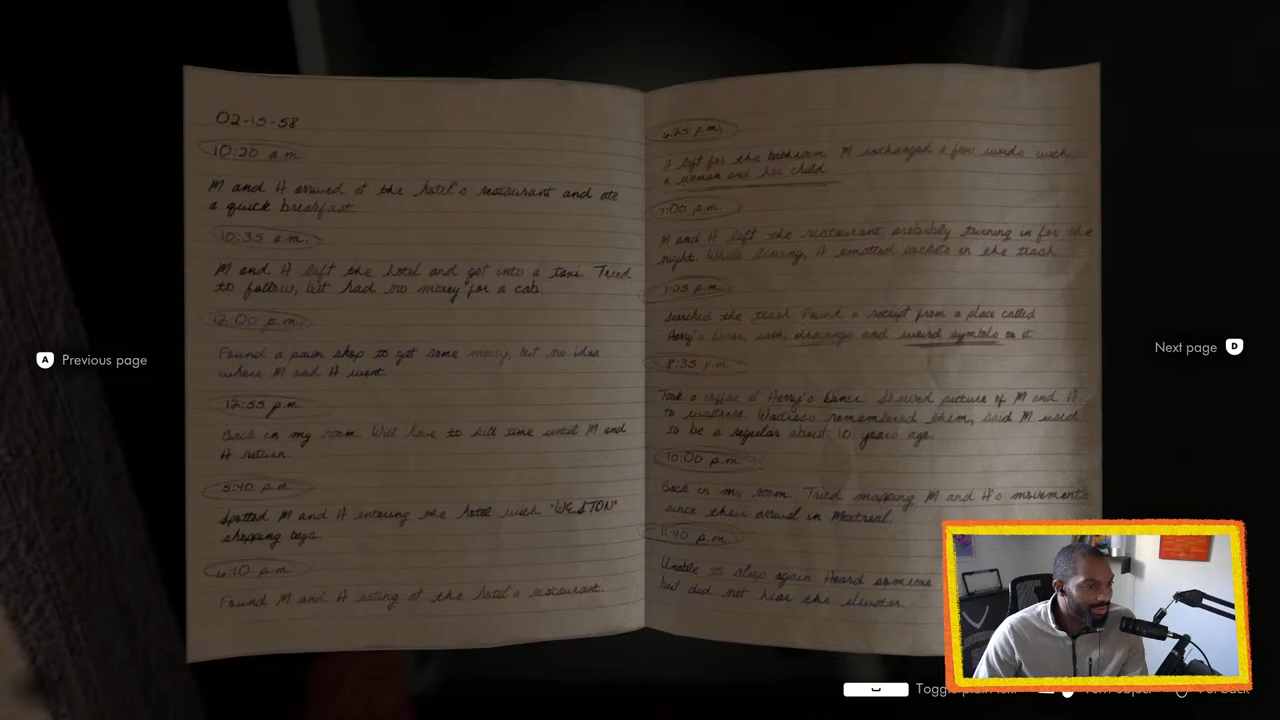 02-15-58
10:20 a.m.
M and H arrived at the hotel's restaurant and ate
a quick breakfast.
10:35 a.m.
M and H left the hotel and got into a taxi. Tried
to follow, but had no money for a cab.
12:00 p.m.
Found a pawn shop to get some money, but no idea
where M and H went.
12:55 p.m.
Back in my room. Will have to kill time until M and
H return.
5:40 p.m.
Spotted M and H entering the hotel with "WESTON"
shopping bags.
6:10 p.m.
Found M and H eating at the hotel's restaurant.
6:25 p.m.
H left for the bathroom. M exchanged a few words with
a woman and her child.
7:00 p.m.
M and H left the restaurant, probably turning in for the
night. While leaving, H emptied pockets in the trash.
7:05 p.m.
Searched the trash. Found a receipt from a place called
Harry's Diner, with drawings and weird symbols on it.
8:35 p.m.
Took a coffee at Harry's Diner. Showed picture of M and H
to waitress. Waitress remembered them, said M used
to be a regular about 10 years ago.
10:00 p.m.
Back in my room. Tried mapping M and H's movements
since their arrival in Montreal.
11:40 p.m.
Unable to sleep again. Heard someone
but did not hear the elevator.
A Previous page
Next page D